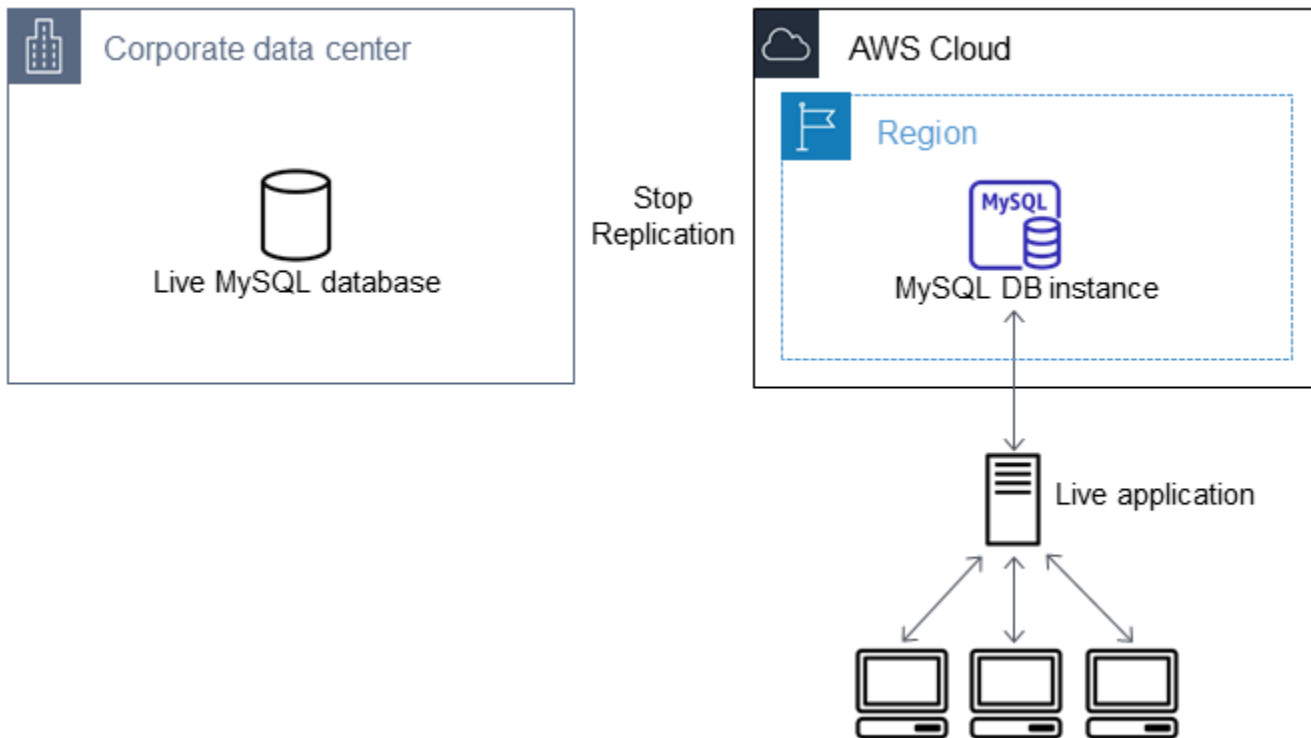 Corporate data center
Live MySQL database
Stop
Replication
AWS Cloud
Region
MySQL
MySQL DB instance
Live application